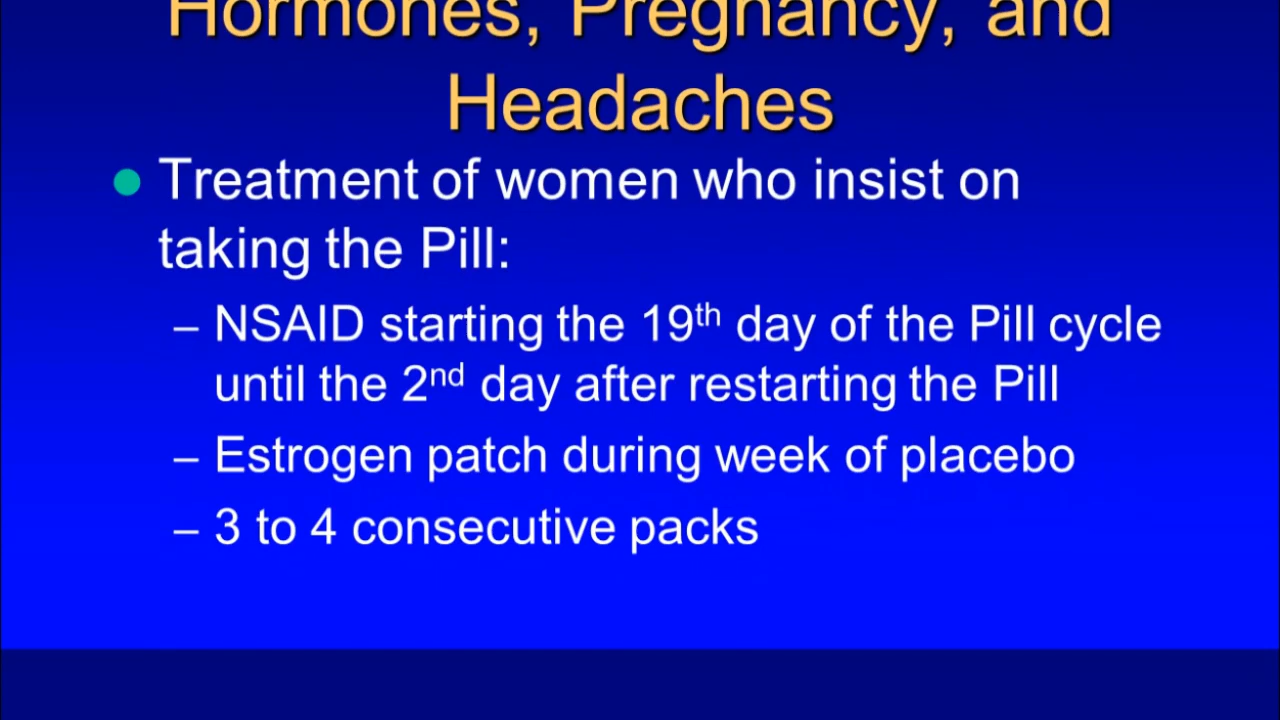 Hormones, Pregnancy, and
Headaches
Treatment of women who insist on
taking the Pill:
– NSAID starting the 19th day of the Pill cycle
until the 2nd day after restarting the Pill
– Estrogen patch during week of placebo
– 3 to 4 consecutive packs